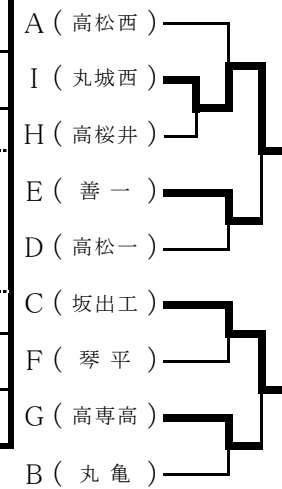 A ( 高松西 )
I ( 丸城西 )
H ( 高桜井 )
E ( 善 一 )
D ( 高松一 )
C ( 坂出工 )
F ( 琴 平 )
G ( 高専高 )
B ( 丸 亀 )